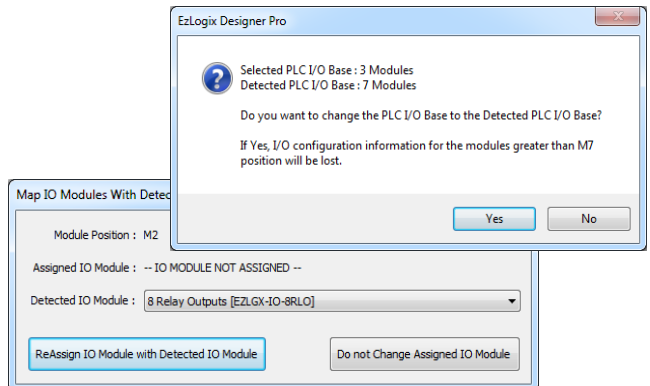 EzLogix Designer Pro
Selected PLC I/O Base : 3 Modules
Detected PLC I/O Base : 7 Modules
Do you want to change the PLC I/O Base to the Detected PLC I/O Base?
If Yes, I/O configuration information for the modules greater than M7
position will be lost.
Yes No
Map IO Modules With
Module Position : M2
Assigned IO Module : -- IO MODULE NOT ASSIGNED --
Detected IO Module : 8 Relay Outputs [EZLGX-IO-8RLO]
ReAssign IO Module with Detected IO Module Do not Change Assigned IO Module